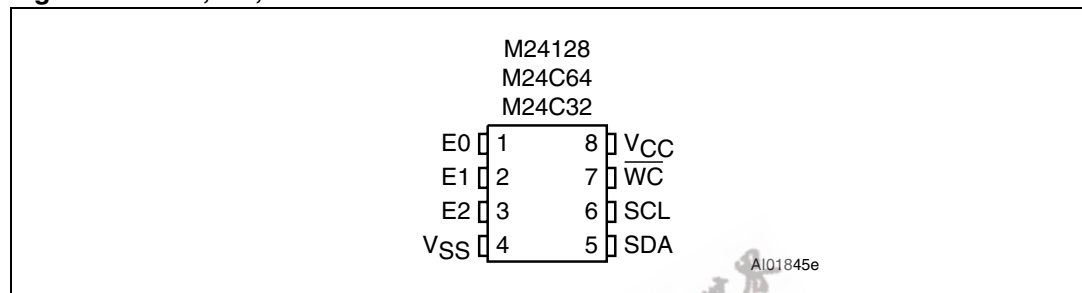 M24128
M24C64
M24C32
E0 1 8 VCC
E1 2 7 WC
E2 3 6 SCL
VSS 4 5 SDA
AI01845e